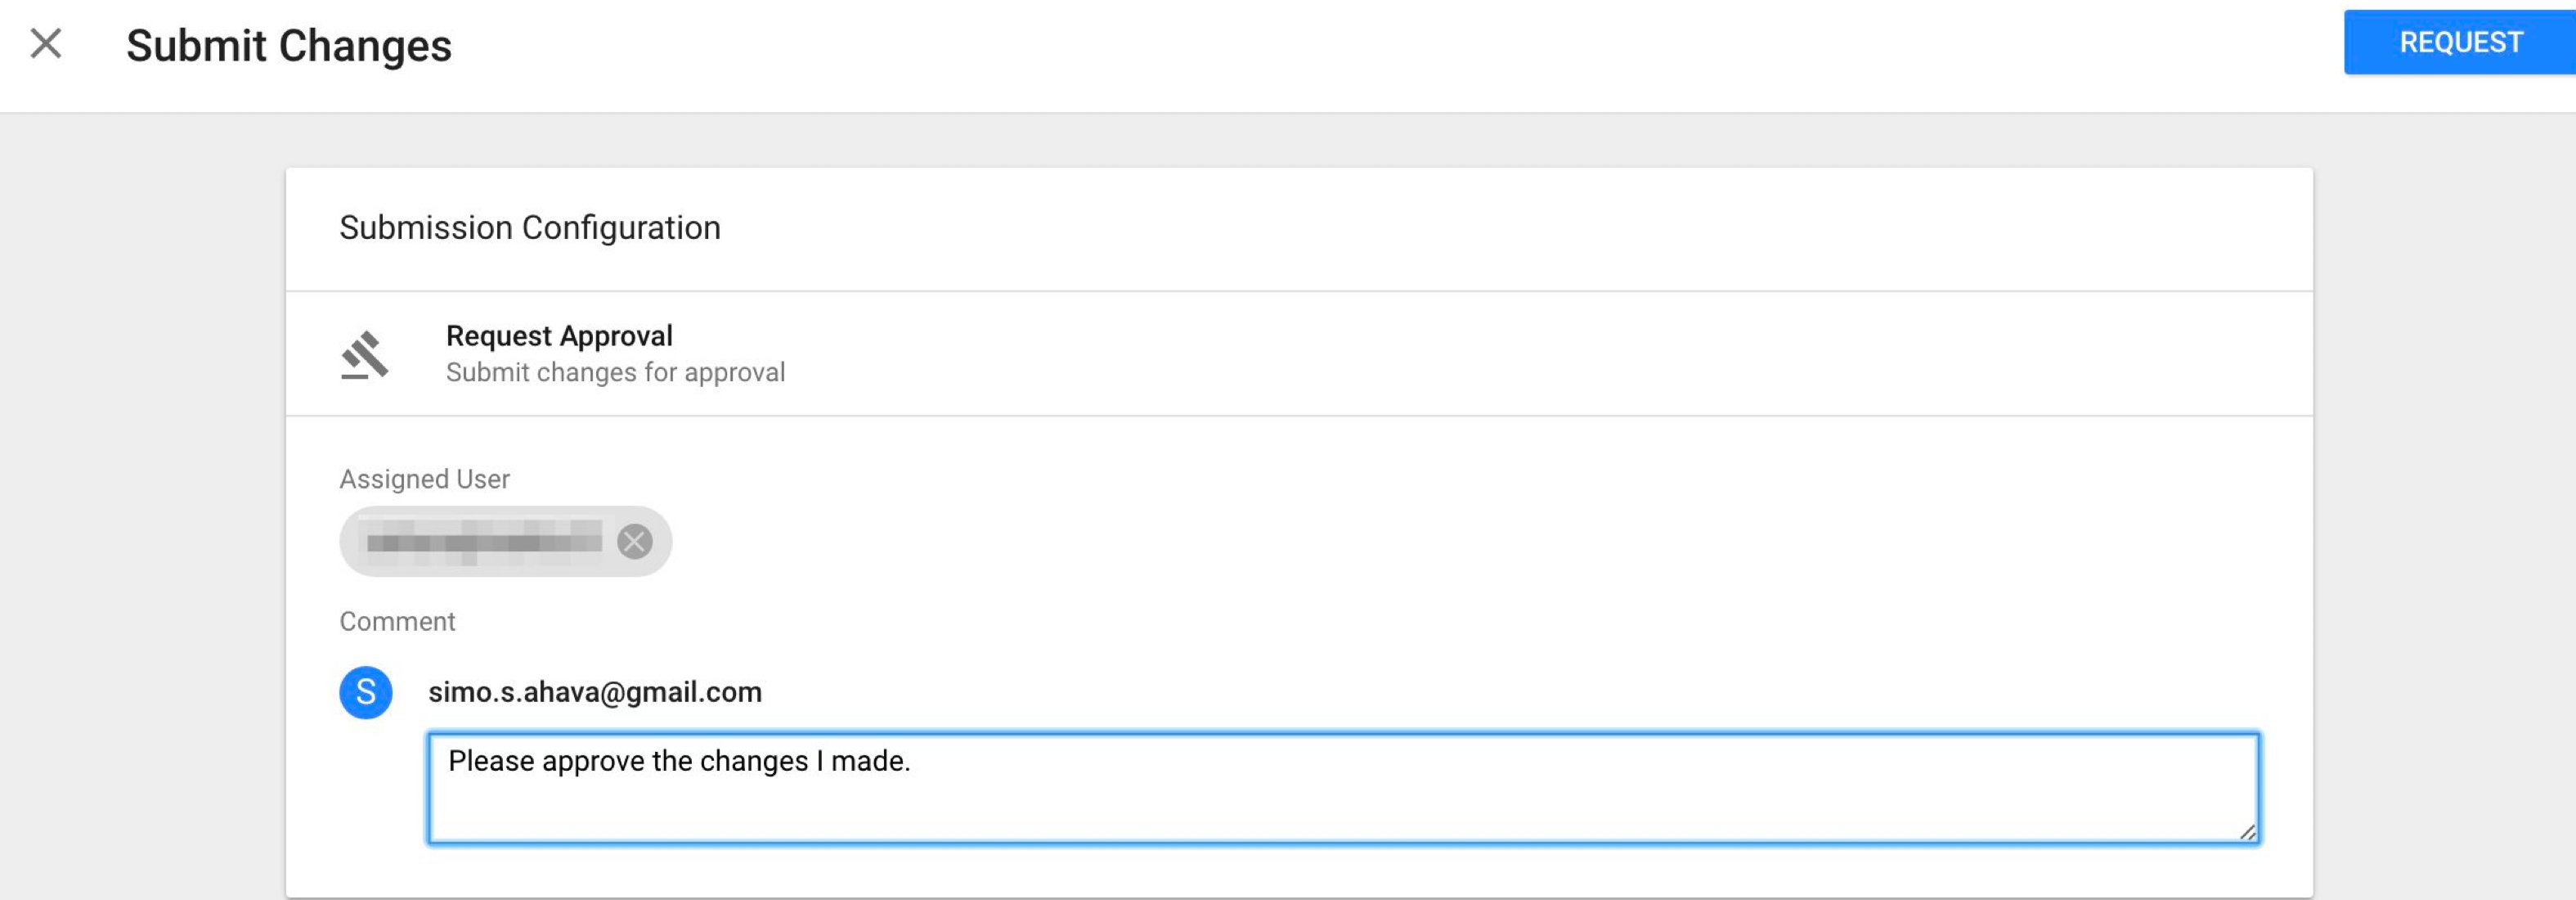 Submit Changes
REQUEST
Submission Configuration
Request Approval
Submit changes for approval
Assigned User
Comment
S
simo.s.ahava@gmail.com
Please approve the changes I made.